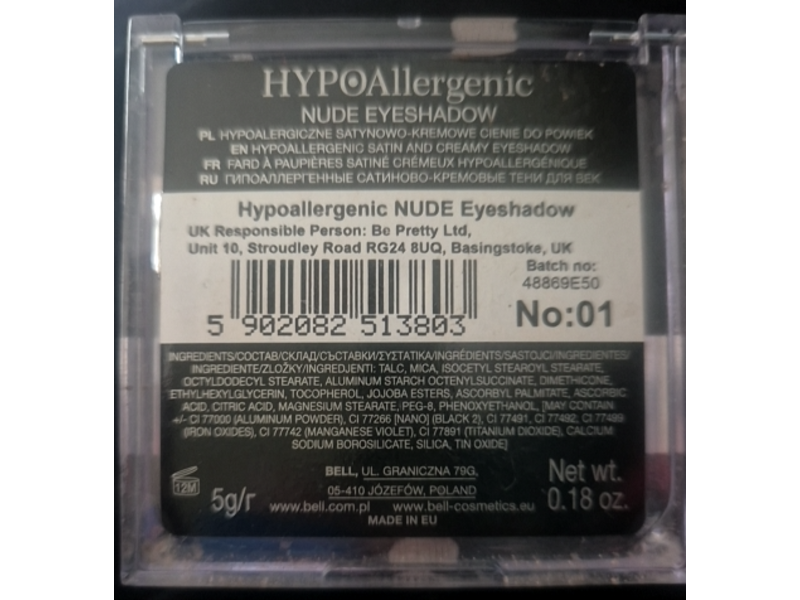 HYPOAllergenic
NUDE EYESHADOW
PL HYPOALERGICZNE SATYNOWO-KREMOWE CIENIE DO POWIEK
EN HYPOALLERGENIC SATIN AND CREAMY EYESHADOW
FR FARD À PAUPIÈRES SATINÉ CRÉMEUX HYPOALLERGÉNIQUE
RU ГИПОАЛЛЕРГЕННЫЕ САТИНОВО-КРЕМОВЫЕ ТЕНИ ДЛЯ ВЕК
Hypoallergenic NUDE Eyeshadow
UK Responsible Person: Be Pretty Ltd,
Unit 10, Stroudley Road RG24 8UQ, Basingstoke, UK
Batch no:
48869E50
No:01
5 902082 513803
INGREDIENTS/СОСТАВ/СКЛАД/СЪСТАВКИ/ΣΥΣΤΑΤΙΚΑ/INGRÉDIENTS/SASTOJCI/INGREDIENTES/
INGREDIENTE/ZLOŽKY/INGREDJENTI: TALC, MICA, ISOCETYL STEAROYL STEARATE,
OCTYLDODECYL STEARATE, ALUMINUM STARCH OCTENYLSUCCINATE, DIMETHICONE,
ETHYLHEXYLGLYCERIN, TOCOPHEROL, JOJOBA ESTERS, ASCORBYL PALMITATE, ASCORBIC
ACID, CITRIC ACID, MAGNESIUM STEARATE, PEG-8, PHENOXYETHANOL, [MAY CONTAIN
+/- CI 77000 (ALUMINUM POWDER), CI 77266 [NANO] (BLACK 2), CI 77491, CI 77492, CI 77499
(IRON OXIDES), CI 77742 (MANGANESE VIOLET), CI 77891 (TITANIUM DIOXIDE), CALCIUM
SODIUM BOROSILICATE, SILICA, TIN OXIDE]
BELL, UL. GRANICZNA 79G,
05-410 JÓZEFÓW, POLAND
www.bell.com.pl www.bell-cosmetics.eu
MADE IN EU
12M
5g/r
Net wt.
0.18 oz.